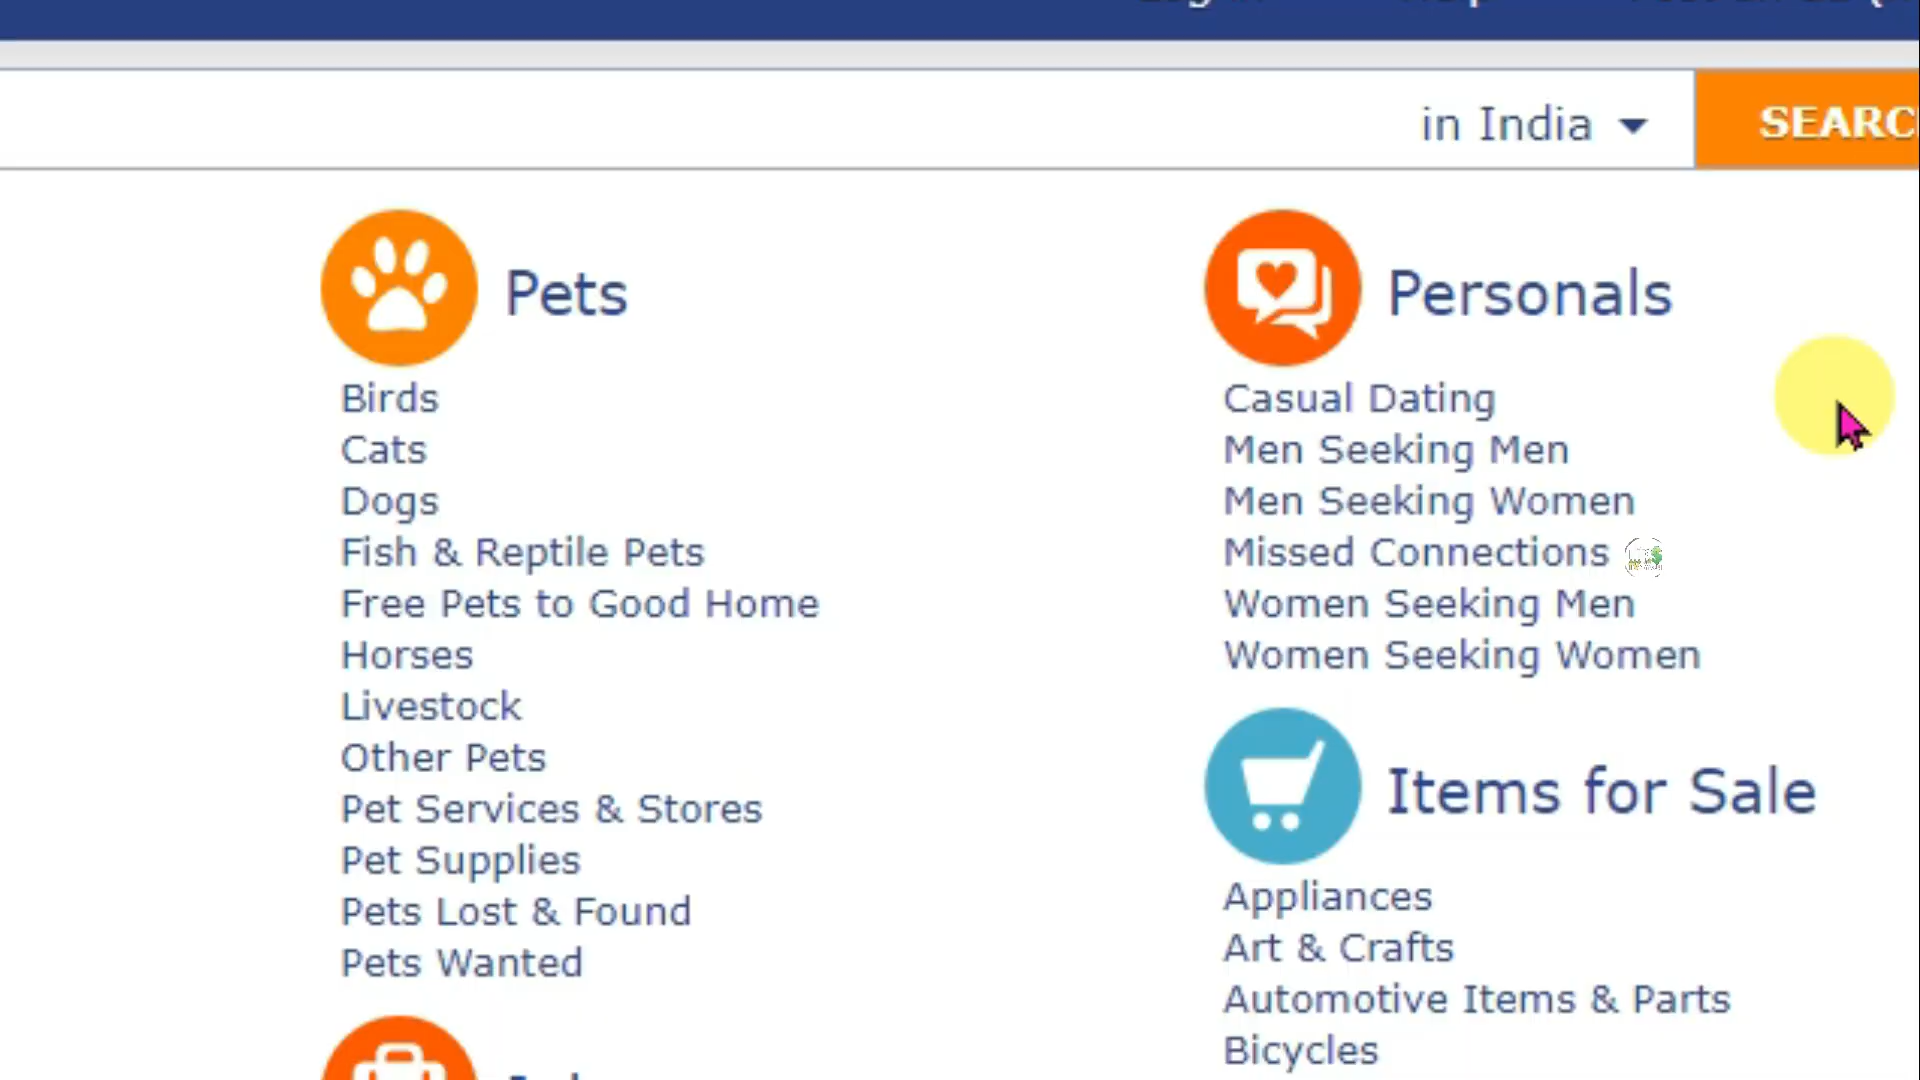 in India
SEARC
Pets
Birds
Cats
Dogs
Fish & Reptile Pets
Free Pets to Good Home
Horses
Livestock
Other Pets
Pet Services & Stores
Pet Supplies
Pets Lost & Found
Pets Wanted
Personals
Casual Dating
Men Seeking Men
Men Seeking Women
Missed Connections
Women Seeking Men
Women Seeking Women
Items for Sale
Appliances
Art & Crafts
Automotive Items & Parts
Bicycles